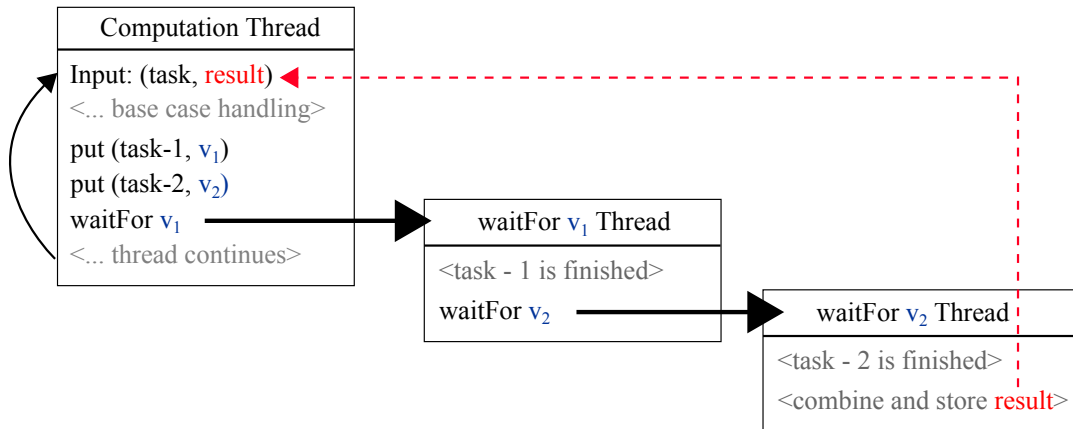 Computation Thread
Input: (task, result)
<... base case handling>
put (task-1, v₁)
put (task-2, v₂)
waitFor v₁
<... thread continues>
waitFor v₁ Thread
<task - 1 is finished>
waitFor v₂
waitFor v₂ Thread
<task - 2 is finished>
<combine and store result>